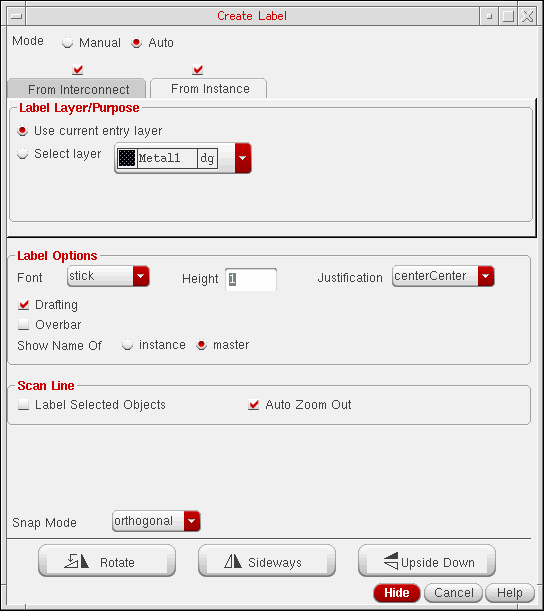 Create Label
Mode Manual Auto
From Interconnect From Instance
Label Layer/Purpose
Use current entry layer
Select layer Metal1 dg
Label Options
Font stick Height 1 Justification centerCenter
Drafting
Overbar
Show Name Of instance master
Scan Line
Label Selected Objects Auto Zoom Out
Snap Mode orthogonal
Rotate Sideways Upside Down
Hide Cancel Help